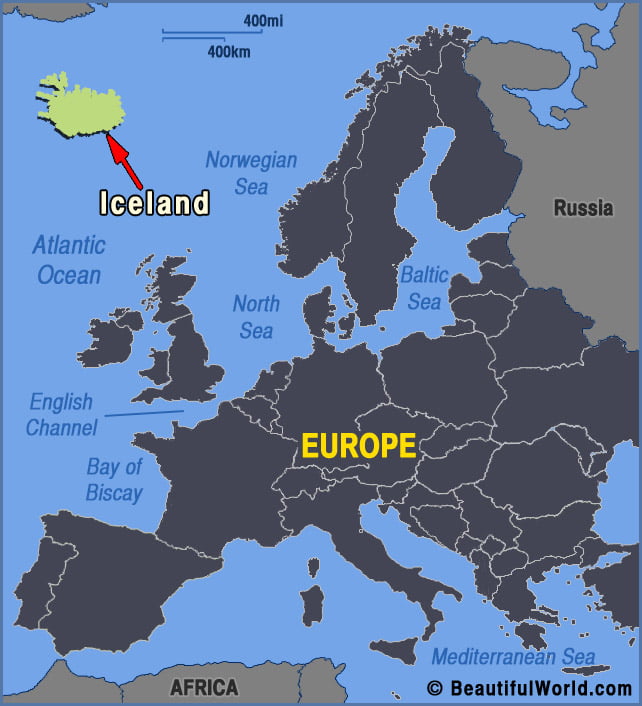 400mi
400km
Norwegian
Sea
Iceland
Russia
Atlantic
Ocean
Baltic
Sea
North
Sea
English
Channel
EUROPE
Bay of
Biscay
Mediterranean Sea
AFRICA
© BeautifulWorld.com